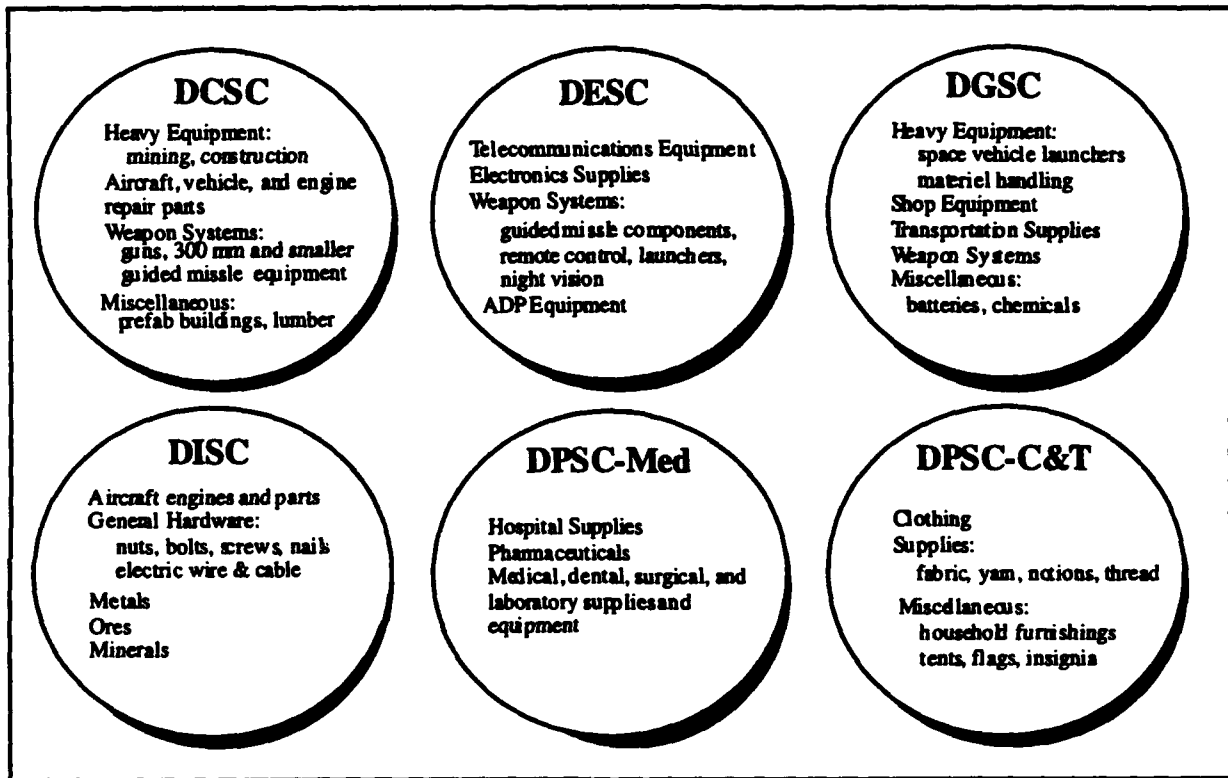 DCSC
Heavy Equipment:
mining, construction
Aircraft, vehicle, and engine
repair parts
Weapon Systems:
guns, 300 mm and smaller
guided missle equipment
Miscellaneous:
prefab buildings, lumber
DESC
Telecommunications Equipment
Electronics Supplies
Weapon Systems:
guided missle components,
remote control, launchers,
night vision
ADP Equipment
DGSC
Heavy Equipment:
space vehicle launchers
materiel handling
Shop Equipment
Transportation Supplies
Weapon Systems
Miscellaneous:
batteries, chemicals
DISC
Aircraft engines and parts
General Hardware:
nuts, bolts, screws, nails
electric wire & cable
Metals
Ores
Minerals
DPSC-Med
Hospital Supplies
Pharmaceuticals
Medical, dental, surgical, and
laboratory supplies and
equipment
DPSC-C&T
Clothing
Supplies:
fabric, yarn, notions, thread
Miscellaneous:
household furnishings
tents, flags, insignia